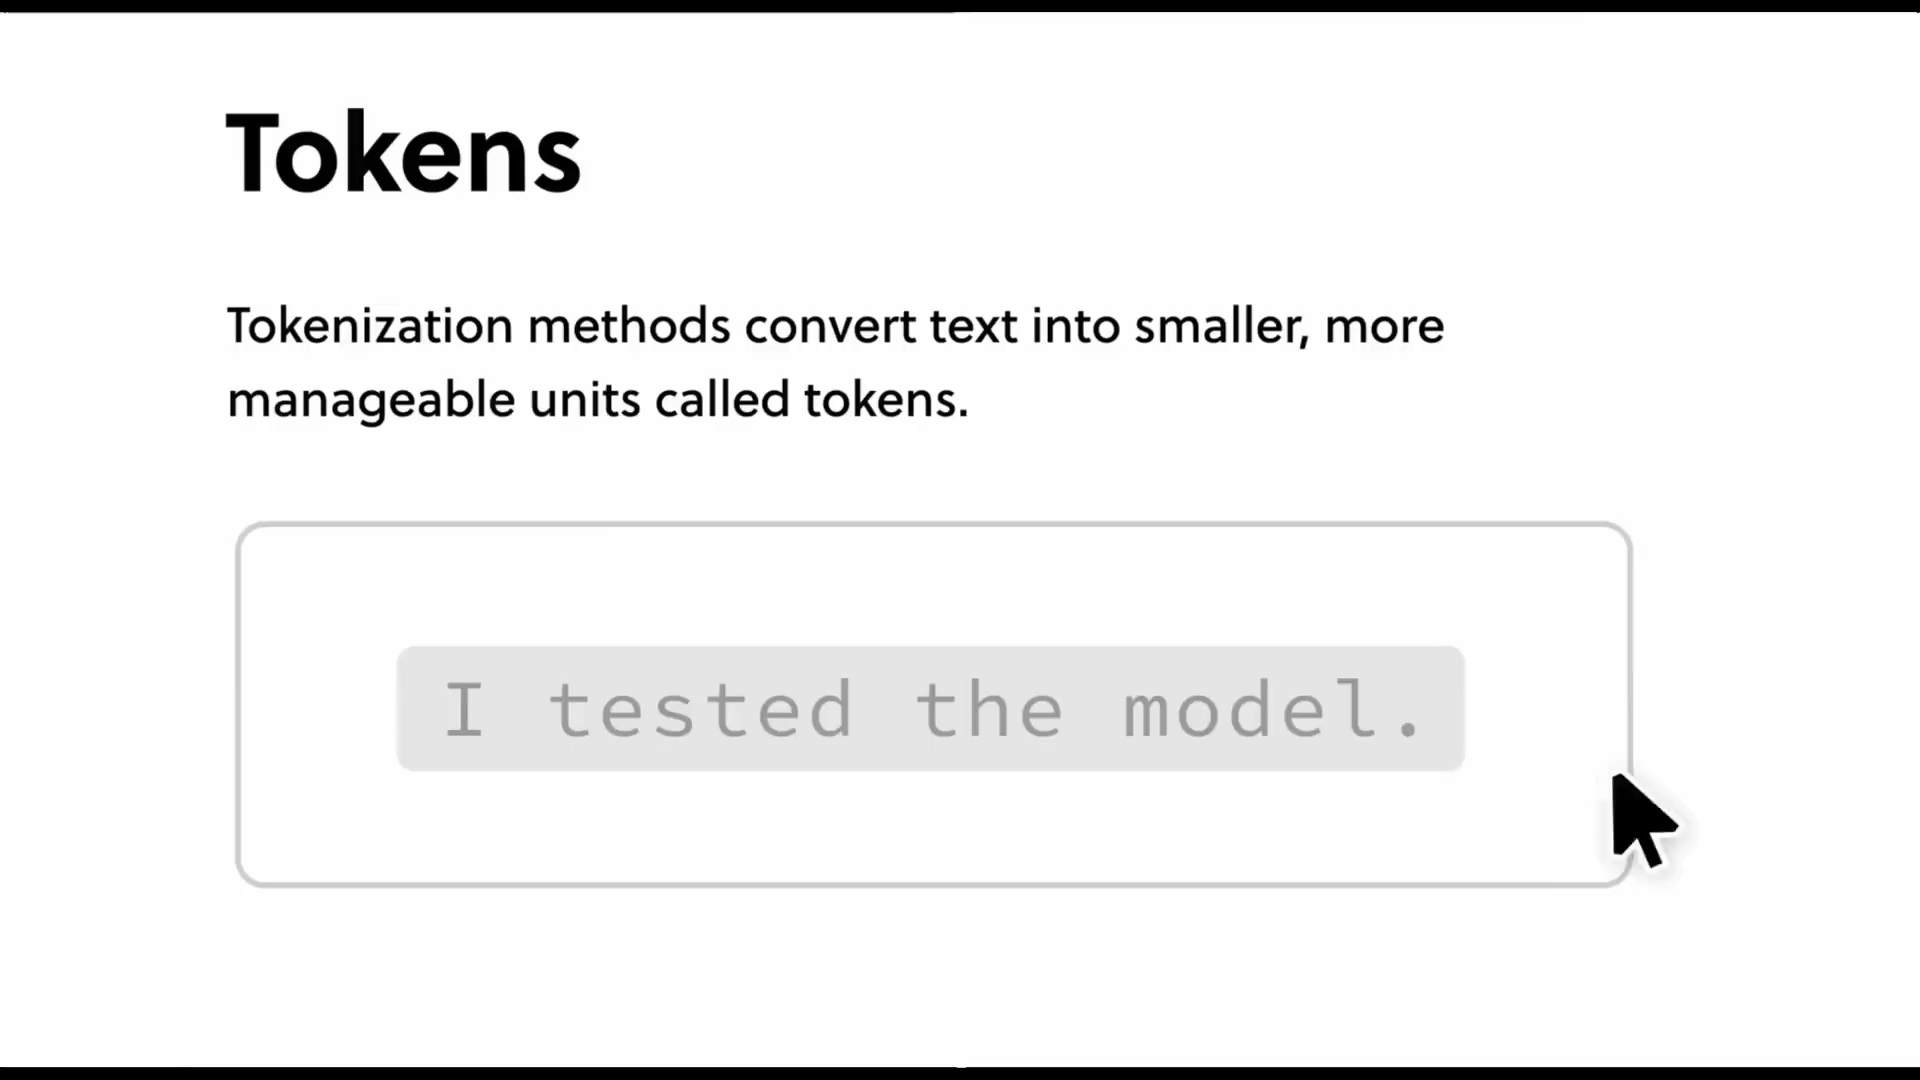 Tokens
Tokenization methods convert text into smaller, more
manageable units called tokens.
I tested the model.